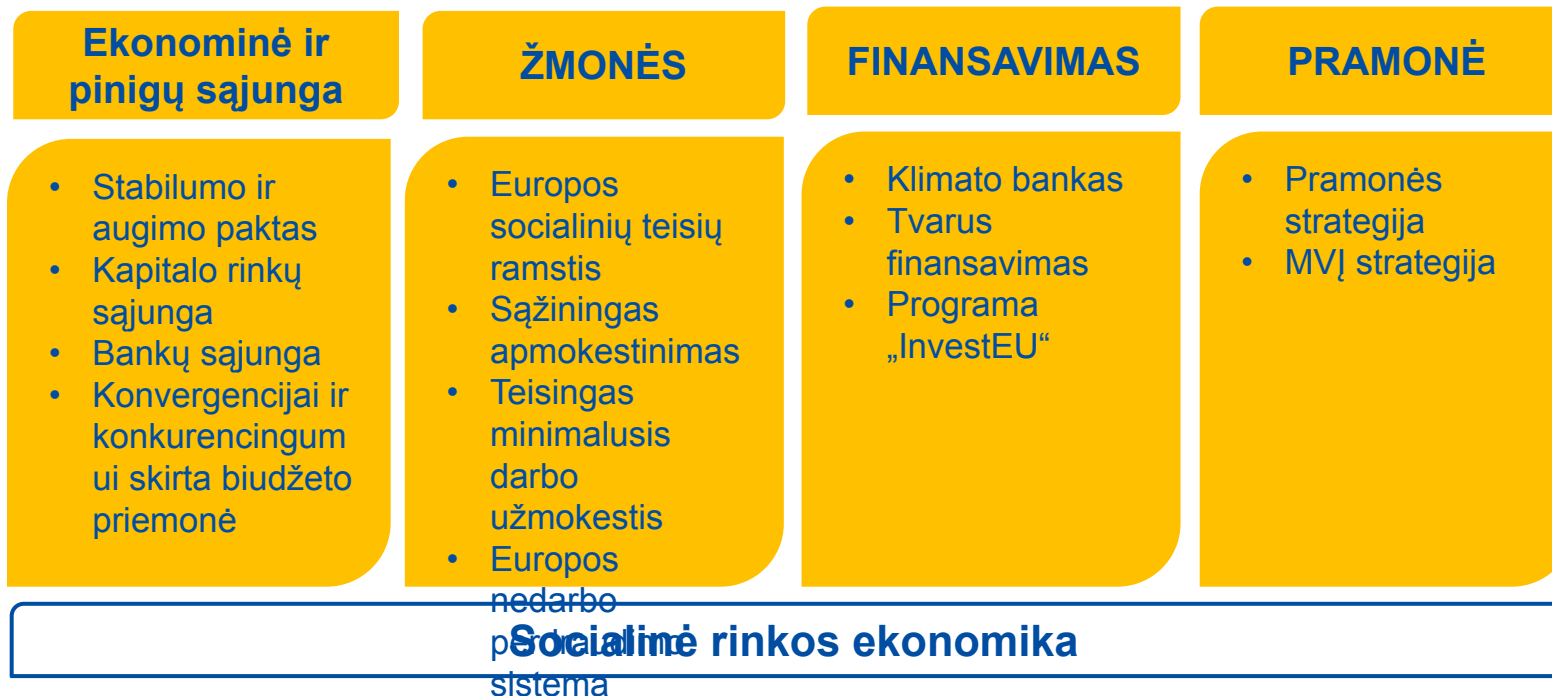 Ekonominė ir
pinigų sąjunga
• Stabilumo ir
augimo paktas
• Kapitalo rinkų
sąjunga
• Bankų sąjunga
• Konvergencijai ir
konkurencingum
ui skirta biudžeto
priemonė
ŽMONĖS
• Europos
socialinių teisių
ramstis
• Sąžiningas
apmokestinimas
• Teisingas
minimalusis
darbo
užmokestis
• Europos
nedarbo
perdraudimo
sistema
FINANSAVIMAS
• Klimato bankas
• Tvarus
finansavimas
• Programa
„InvestEU“
PRAMONĖ
• Pramonės
strategija
• MVĮ strategija
Socialinė rinkos ekonomika